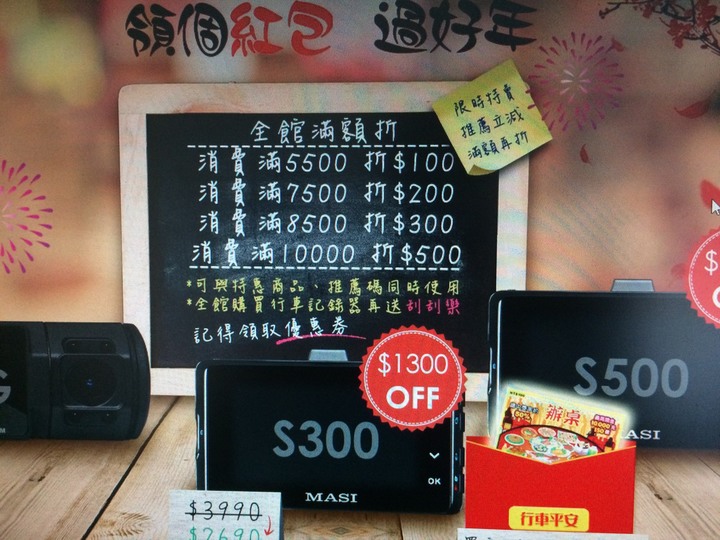 領個紅包 過好年
限時特賣
推薦立減
滿額再折
全館滿額折
消費滿5500 折$100
消費滿7500 折$200
消費滿8500 折$300
消費滿10000 折$500
*可與特惠商品、推薦碼同時使用
*全館購買行車記錄器再送刮刮樂
記得領取優惠券
$1300
OFF
S300
OK
MASI
S500
ASI
辦桌
行車平安
$3990
$2690
G